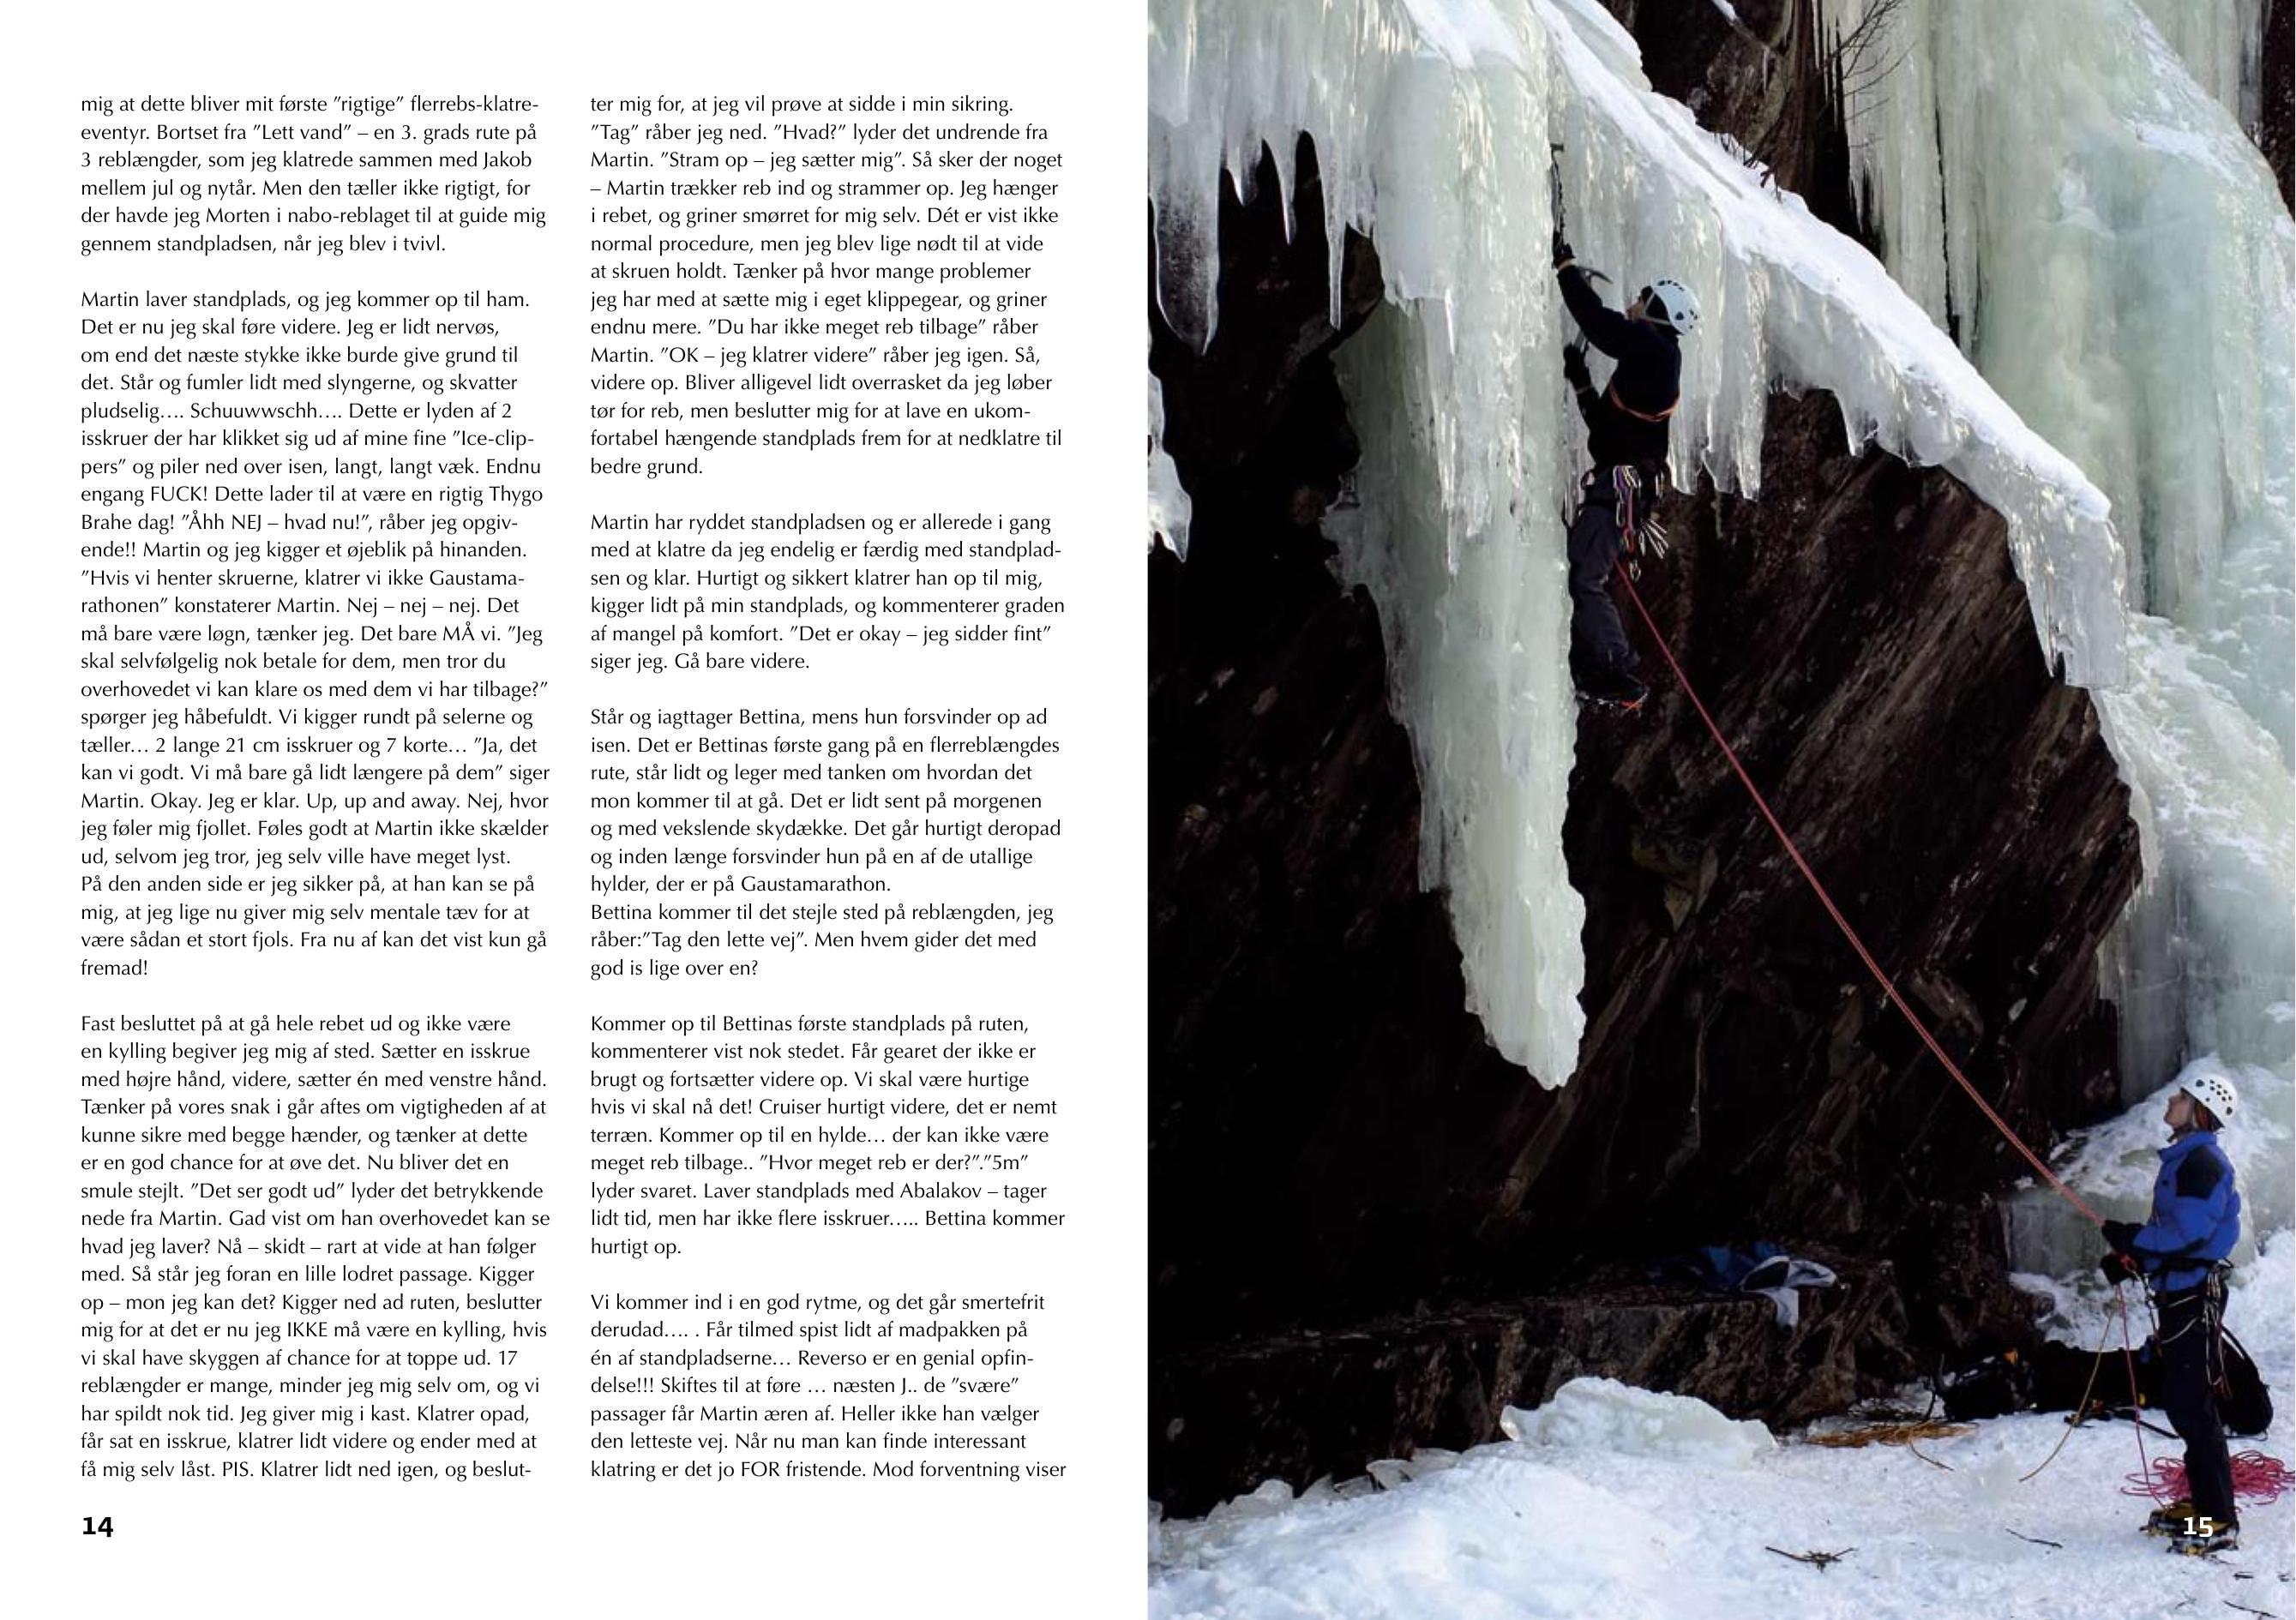 mig at dette bliver mit første ”rigtige” flerrebs-klatre-
eventyr. Bortset fra ”Lett vand” – en 3. grads rute på
3 reblængder, som jeg klatrede sammen med Jakob
mellem jul og nytår. Men den tæller ikke rigtigt, for
der havde jeg Morten i nabo-reblaget til at guide mig
gennem standpladsen, når jeg blev i tvivl.
Martin laver standplads, og jeg kommer op til ham.
Det er nu jeg skal føre videre. Jeg er lidt nervøs,
om end det næste stykke ikke burde give grund til
det. Står og fumler lidt med slyngerne, og skvatter
pludselig…. Schuuwwschh…. Dette er lyden af 2
isskruer der har klikket sig ud af mine fine ”Ice-clip-
pers” og piler ned over isen, langt, langt væk. Endnu
engang FUCK! Dette lader til at være en rigtig Thygo
Brahe dag! ”Åhh NEJ – hvad nu!”, råber jeg opgiv-
ende!! Martin og jeg kigger et øjeblik på hinanden.
”Hvis vi henter skruerne, klatrer vi ikke Gaustama-
rathonen” konstaterer Martin. Nej – nej – nej. Det
må bare være løgn, tænker jeg. Det bare MÅ vi. ”Jeg
skal selvfølgelig nok betale for dem, men tror du
overhovedet vi kan klare os med dem vi har tilbage?”
spørger jeg håbefuldt. Vi kigger rundt på selerne og
tæller… 2 lange 21 cm isskruer og 7 korte… ”Ja, det
kan vi godt. Vi må bare gå lidt længere på dem” siger
Martin. Okay. Jeg er klar. Up, up and away. Nej, hvor
jeg føler mig fjollet. Føles godt at Martin ikke skælder
ud, selvom jeg tror, jeg selv ville have meget lyst.
På den anden side er jeg sikker på, at han kan se på
mig, at jeg lige nu giver mig selv mentale tæv for at
være sådan et stort fjols. Fra nu af kan det vist kun gå
fremad!
Fast besluttet på at gå hele rebet ud og ikke være
en kylling begiver jeg mig af sted. Sætter en isskrue
med højre hånd, videre, sætter én med venstre hånd.
Tænker på vores snak i går aftes om vigtigheden af at
kunne sikre med begge hænder, og tænker at dette
er en god chance for at øve det. Nu bliver det en
smule stejlt. ”Det ser godt ud” lyder det betrykkende
nede fra Martin. Gad vist om han overhovedet kan se
hvad jeg laver? Nå – skidt – rart at vide at han følger
med. Så står jeg foran en lille lodret passage. Kigger
op – mon jeg kan det? Kigger ned ad ruten, beslutter
mig for at det er nu jeg IKKE må være en kylling, hvis
vi skal have skyggen af chance for at toppe ud. 17
reblængder er mange, minder jeg mig selv om, og vi
har spildt nok tid. Jeg giver mig i kast. Klatrer opad,
får sat en isskrue, klatrer lidt videre og ender med at
få mig selv låst. PIS. Klatrer lidt ned igen, og beslut-
ter mig for, at jeg vil prøve at sidde i min sikring.
”Tag” råber jeg ned. ”Hvad?” lyder det undrende fra
Martin. ”Stram op – jeg sætter mig”. Så sker der noget
– Martin trækker reb ind og strammer op. Jeg hænger
i rebet, og griner smørret for mig selv. Dét er vist ikke
normal procedure, men jeg blev lige nødt til at vide
at skruen holdt. Tænker på hvor mange problemer
jeg har med at sætte mig i eget klippegear, og griner
endnu mere. ”Du har ikke meget reb tilbage” råber
Martin. ”OK – jeg klatrer videre” råber jeg igen. Så,
videre op. Bliver alligevel lidt overrasket da jeg løber
tør for reb, men beslutter mig for at lave en ukom-
fortabel hængende standplads frem for at nedklatre til
bedre grund.
Martin har ryddet standpladsen og er allerede i gang
med at klatre da jeg endelig er færdig med standplad-
sen og klar. Hurtigt og sikkert klatrer han op til mig,
kigger lidt på min standplads, og kommenterer graden
af mangel på komfort. ”Det er okay – jeg sidder fint”
siger jeg. Gå bare videre.
Står og iagttager Bettina, mens hun forsvinder op ad
isen. Det er Bettinas første gang på en flerreblængdes
rute, står lidt og leger med tanken om hvordan det
mon kommer til at gå. Det er lidt sent på morgenen
og med vekslende skydække. Det går hurtigt deropad
og inden længe forsvinder hun på en af de utallige
hylder, der er på Gaustamarathon.
Bettina kommer til det stejle sted på reblængden, jeg
råber:”Tag den lette vej”. Men hvem gider det med
god is lige over en?
Kommer op til Bettinas første standplads på ruten,
kommenterer vist nok stedet. Får gearet der ikke er
brugt og fortsætter videre op. Vi skal være hurtige
hvis vi skal nå det! Cruiser hurtigt videre, det er nemt
terræn. Kommer op til en hylde… der kan ikke være
meget reb tilbage.. ”Hvor meget reb er der?”.”5m”
lyder svaret. Laver standplads med Abalakov – tager
lidt tid, men har ikke flere isskruer….. Bettina kommer
hurtigt op.
Vi kommer ind i en god rytme, og det går smertefrit
derudad…. . Får tilmed spist lidt af madpakken på
én af standpladserne… Reverso er en genial opfin-
delse!!! Skiftes til at føre … næsten J.. de ”svære”
passager får Martin æren af. Heller ikke han vælger
den letteste vej. Når nu man kan finde interessant
klatring er det jo FOR fristende. Mod forventning viser
14
15